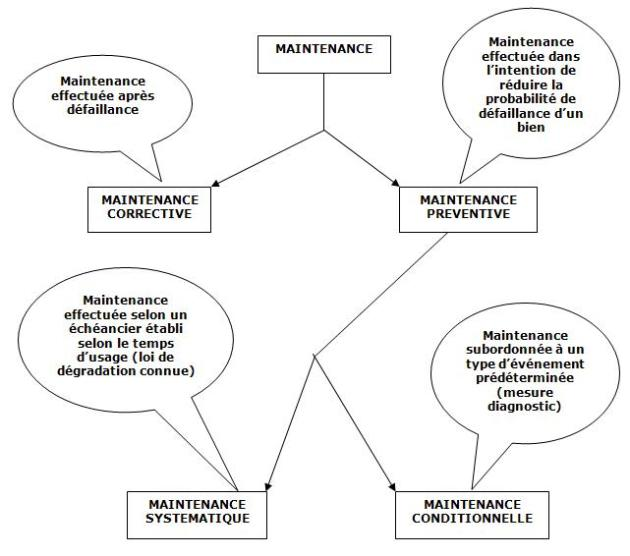 MAINTENANCE
Maintenance
effectuée dans
l'intention de
réduire la
probabilité de
défaillance d'un
bien
Maintenance
effectuée après
défaillance
MAINTENANCE
CORRECTIVE
MAINTENANCE
PREVENTIVE
Maintenance
effectuée selon un
échéancier établi
selon le temps
d'usage (loi de
dégradation connue)
Maintenance
subordonnée à un
type d'événement
prédéterminée
(mesure
diagnostic)
MAINTENANCE
SYSTEMATIQUE
MAINTENANCE
CONDITIONNELLE